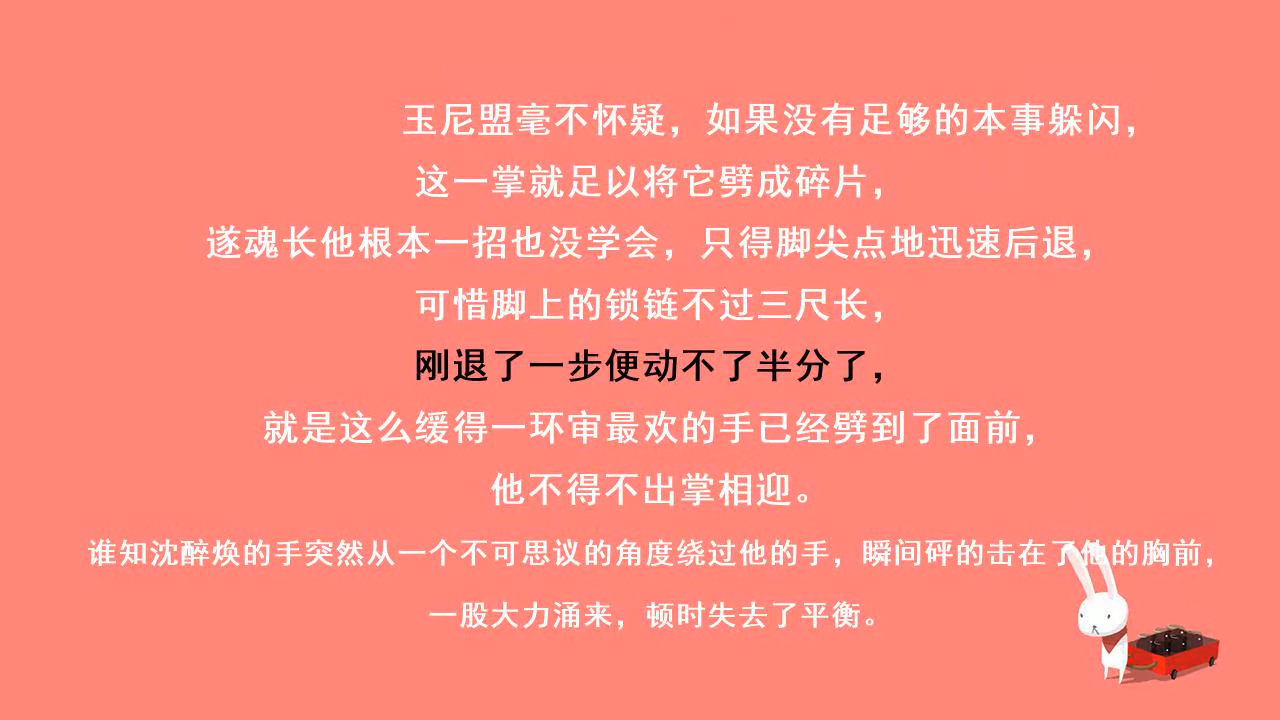 玉尼盟毫不怀疑，如果没有足够的本事躲闪，
这一掌就足以将它劈成碎片，
遂魂长他根本一招也没学会，只得脚尖点地迅速后退，
可惜脚上的锁链不过三尺长，
刚退了一步便动不了半分了，
就是这么缓得一环审最欢的手已经劈到了面前，
他不得不出掌相迎。
谁知沈醉焕的手突然从一个不可思议的角度绕过他的手，瞬间砰的击在了他的胸前，
一股大力涌来，顿时失去了平衡。